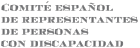 COMITÉ ESPAÑOL
DE REPRESENTANTES
DE PERSONAS
CON DISCAPACIDAD